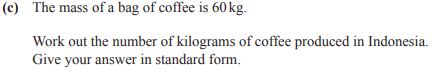 (c) The mass of a bag of coffee is 60 kg.
Work out the number of kilograms of coffee produced in Indonesia.
Give your answer in standard form.